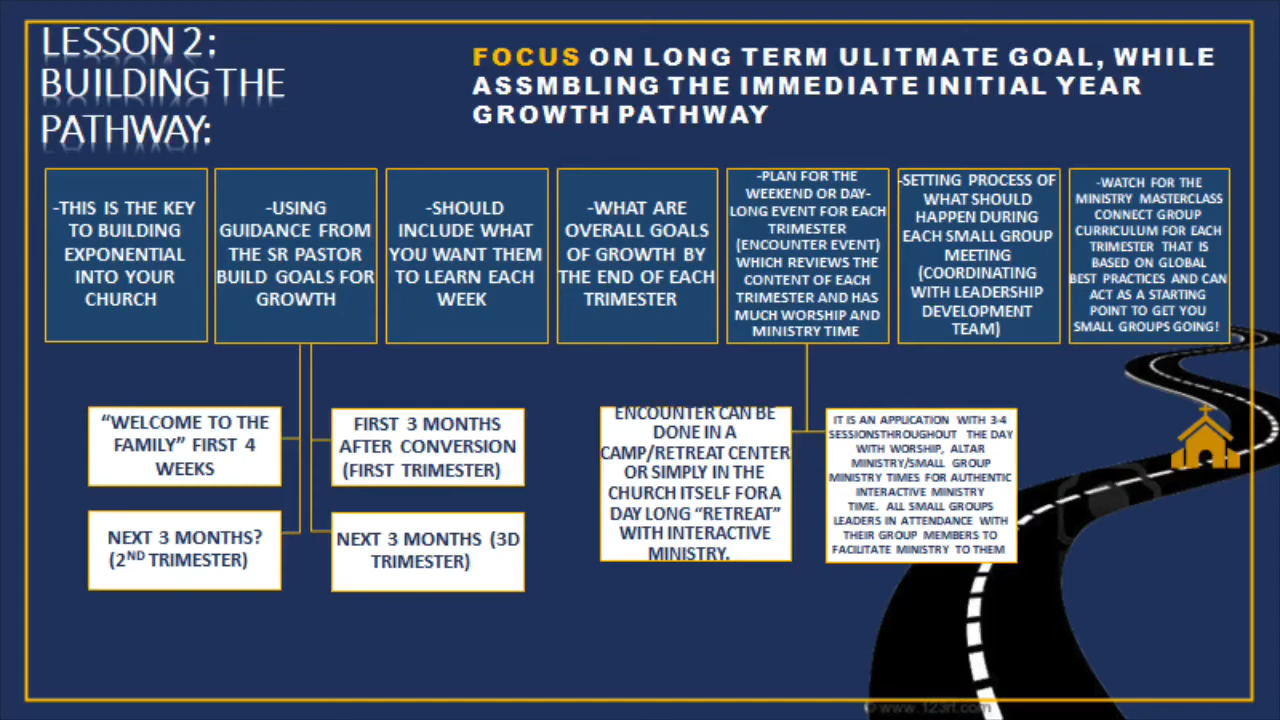 LESSON 2:
BUILDING THE
PATHWAY:
FOCUS ON LONG TERM ULITMATE GOAL, WHILE
ASSMBLING THE IMMEDIATE INITIAL YEAR
GROWTH PATHWAY
-THIS IS THE KEY
TO BUILDING
EXPONENTIAL
INTO YOUR
CHURCH
-USING
GUIDANCE FROM
THE SR PASTOR
BUILD GOALS FOR
GROWTH
-SHOULD
INCLUDE WHAT
YOU WANT THEM
TO LEARN EACH
WEEK
-WHAT ARE
OVERALL GOALS
OF GROWTH BY
THE END OF EACH
TRIMESTER
-PLAN FOR THE
WEEKEND OR DAY-
LONG EVENT FOR EACH
TRIMESTER
(ENCOUNTER EVENT)
WHICH REVIEWS THE
CONTENT OF EACH
TRIMESTER AND HAS
MUCH WORSHIP AND
MINISTRY TIME
-SETTING PROCESS OF
WHAT SHOULD
HAPPEN DURING
EACH SMALL GROUP
MEETING
(COORDINATING
WITH LEADERSHIP
DEVELOPMENT
TEAM)
-WATCH FOR THE
MINISTRY MASTERCLASS
CONNECT GROUP
CURRICULUM FOR EACH
TRIMESTER THAT IS
BASED ON GLOBAL
BEST PRACTICES AND CAN
ACT AS A STARTING
POINT TO GET YOU
SMALL GROUPS GOING!
"WELCOME TO THE
FAMILY" FIRST 4
WEEKS
FIRST 3 MONTHS
AFTER CONVERSION
(FIRST TRIMESTER)
NEXT 3 MONTHS?
(2ND TRIMESTER)
NEXT 3 MONTHS (3D
TRIMESTER)
ENCOUNTER CAN BE
DONE IN A
CAMP/RETREAT CENTER
OR SIMPLY IN THE
CHURCH ITSELF FOR A
DAY LONG "RETREAT"
WITH INTERACTIVE
MINISTRY.
IT IS AN APPLICATION WITH 3-4
SESSIONSTHROUGHOUT THE DAY
WITH WORSHIP, ALTAR
MINISTRY/SMALL GROUP
MINISTRY TIMES FOR AUTHENTIC
INTERACTIVE MINISTRY
TIME. ALL SMALL GROUPS
LEADERS IN ATTENDANCE WITH
THEIR GROUP MEMBERS TO
FACILITATE MINISTRY TO THEM